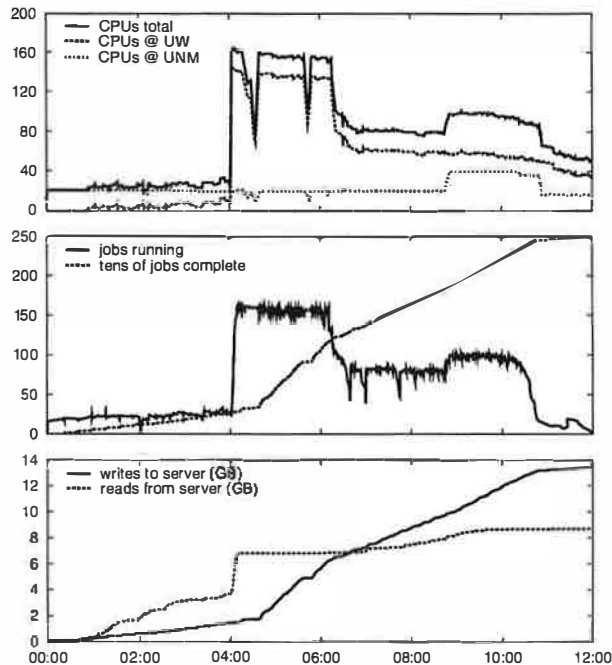 200
160
120
80
40
0
CPUs total
CPUs @ UW
CPUs @ UNM
250
200
150
100
50
0
jobs running
tens of jobs complete
14
12
10
8
6
4
2
0
writes to server (GB)
reads from server (GB)
00:00 02:00 04:00 06:00 08:00 10:00 12:00